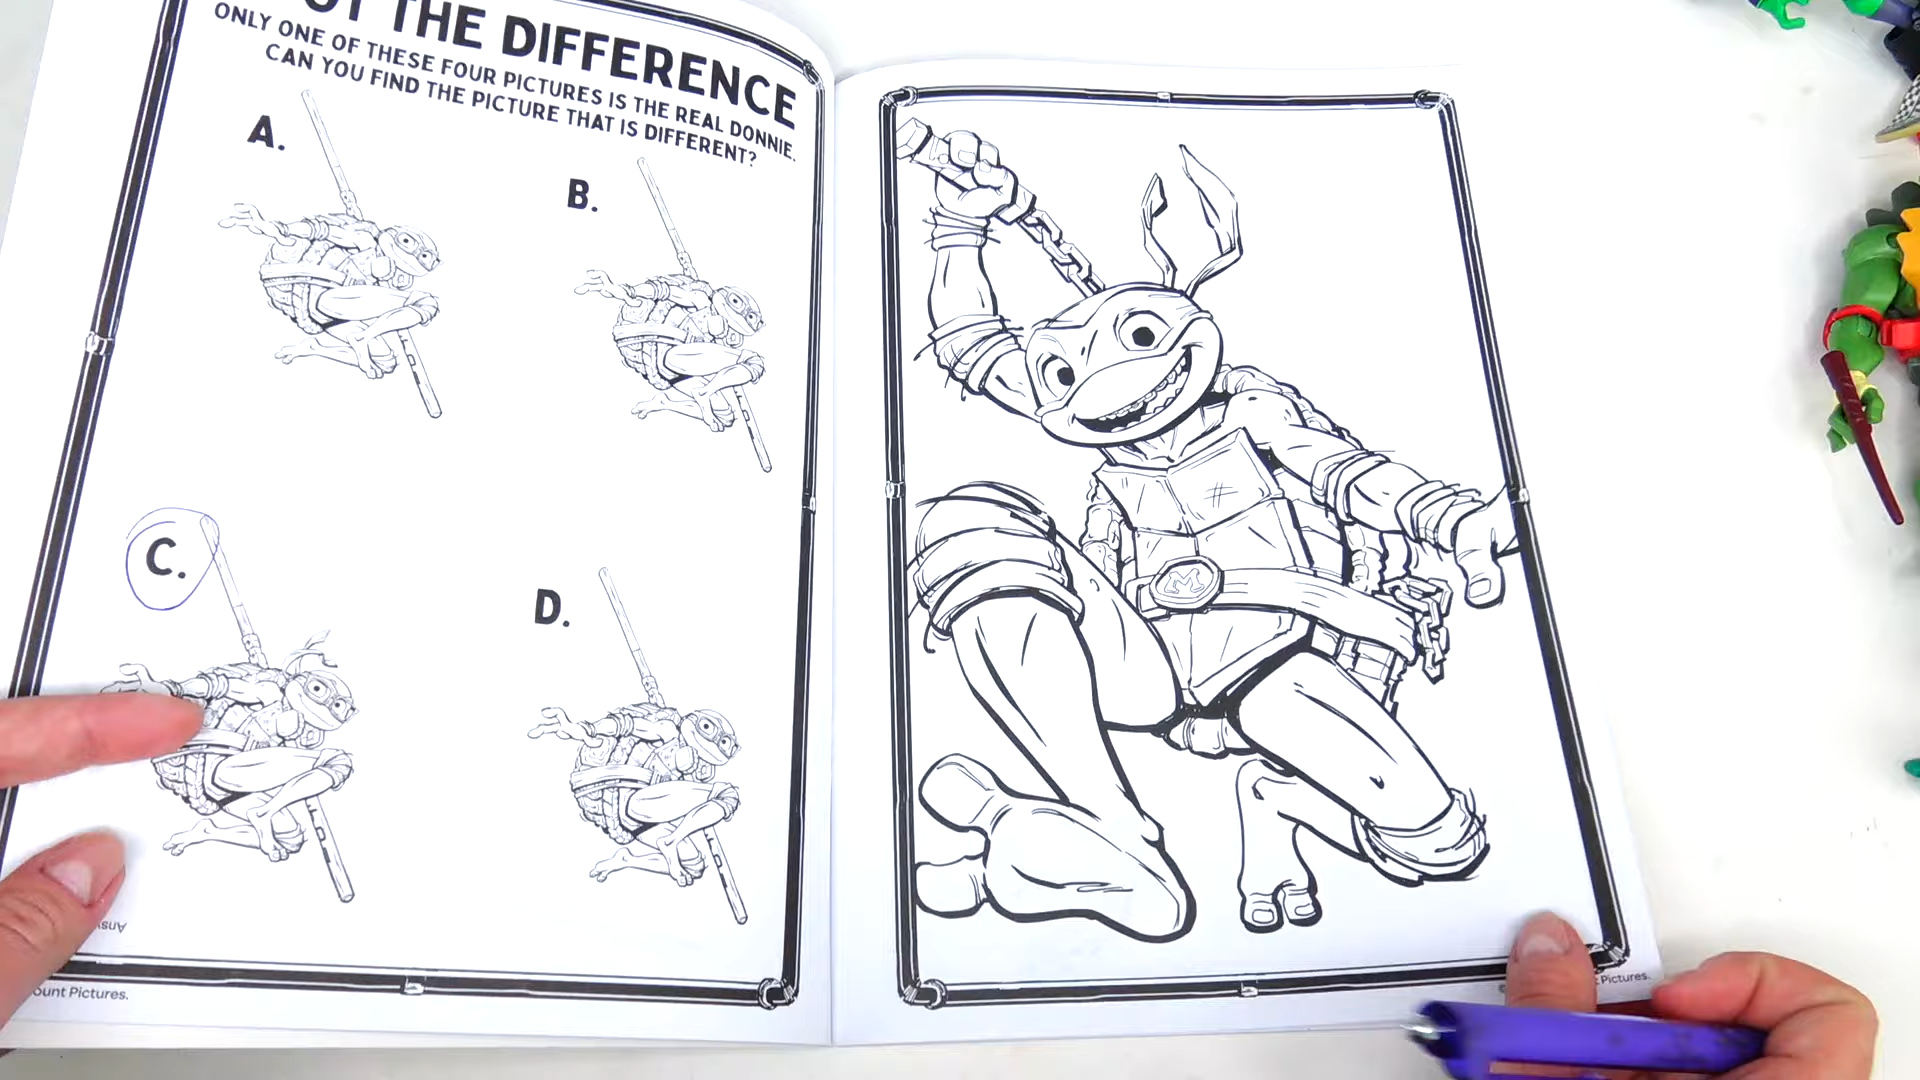 THE DIFFERENCE
ONLY ONE OF THESE FOUR PICTURES IS THE REAL DONNIE.
CAN YOU FIND THE PICTURE THAT IS DIFFERENT?
A.
B.
C.
D.
Pictures.
M
Pictures.